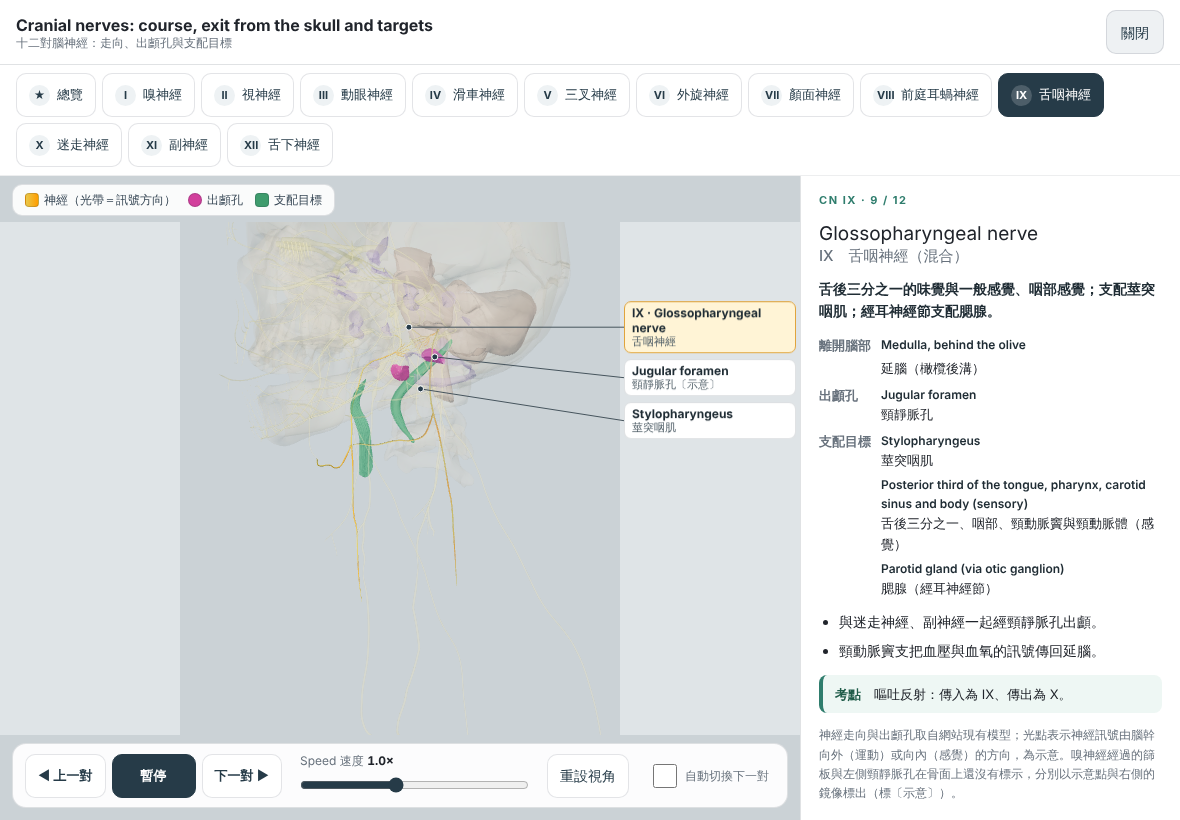 Cranial nerves: course, exit from the skull and targets
十二對腦神經：走向、出顱孔與支配目標
關閉
★ 總覽
I 嗅神經
II 視神經
III 動眼神經
IV 滑車神經
V 三叉神經
VI 外旋神經
VII 顏面神經
VIII 前庭耳蝸神經
IX 舌咽神經
X 迷走神經
XI 副神經
XII 舌下神經
神經（光帶＝訊號方向）
出顱孔
支配目標
IX · Glossopharyngeal
nerve
舌咽神經
Jugular foramen
頸靜脈孔〔示意〕
Stylopharyngeus
莖突咽肌
◀ 上一對
暫停
下一對 ▶
Speed 速度 1.0×
重設視角
自動切換下一對
CN IX · 9 / 12
Glossopharyngeal nerve
IX 舌咽神經（混合）
舌後三分之一的味覺與一般感覺、咽部感覺；支配莖突
咽肌；經耳神經節支配腮腺。
離開腦部 Medulla, behind the olive
延腦（橄欖後溝）
出顱孔 Jugular foramen
頸靜脈孔
支配目標 Stylopharyngeus
莖突咽肌
Posterior third of the tongue, pharynx, carotid
sinus and body (sensory)
舌後三分之一、咽部、頸動脈竇與頸動脈體（感
覺）
Parotid gland (via otic ganglion)
腮腺（經耳神經節）
• 與迷走神經、副神經一起經頸靜脈孔出顱。
• 頸動脈竇支把血壓與血氧的訊號傳回延腦。
考點 嘔吐反射：傳入為 IX、傳出為 X。
神經走向與出顱孔取自網站現有模型；光點表示神經訊號由腦幹
向外（運動）或向內（感覺）的方向，為示意。嗅神經經過的篩
板與左側頸靜脈孔在骨面上還沒有標示，分別以示意點與右側的
鏡像標出（標〔示意〕）。